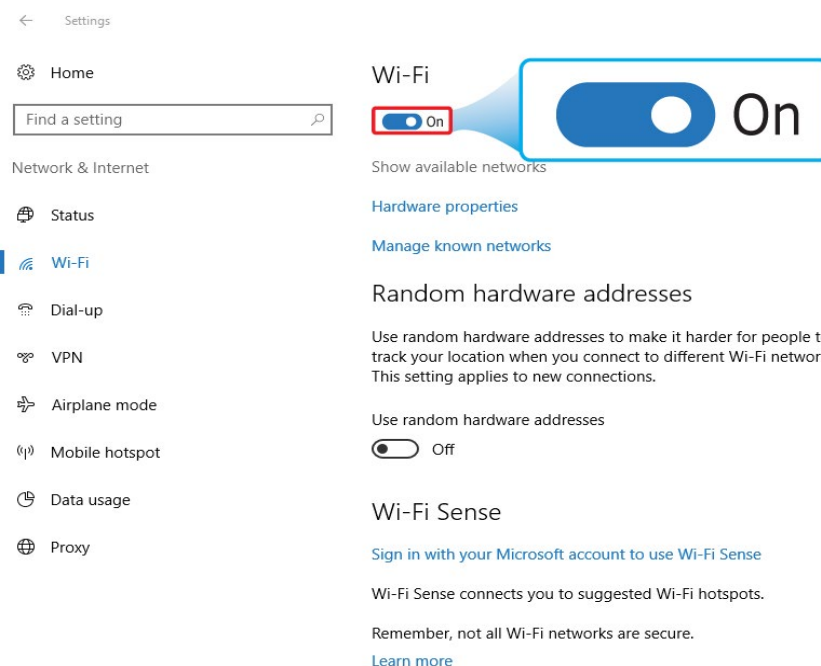 Settings
Home
Find a setting
Network & Internet
Status
Wi-Fi
Dial-up
VPN
Airplane mode
Mobile hotspot
Data usage
Proxy
Wi-Fi
On
On
Show available networks
Hardware properties
Manage known networks
Random hardware addresses
Use random hardware addresses to make it harder for people t
track your location when you connect to different Wi-Fi networ
This setting applies to new connections.
Use random hardware addresses
Off
Wi-Fi Sense
Sign in with your Microsoft account to use Wi-Fi Sense
Wi-Fi Sense connects you to suggested Wi-Fi hotspots.
Remember, not all Wi-Fi networks are secure.
Learn more